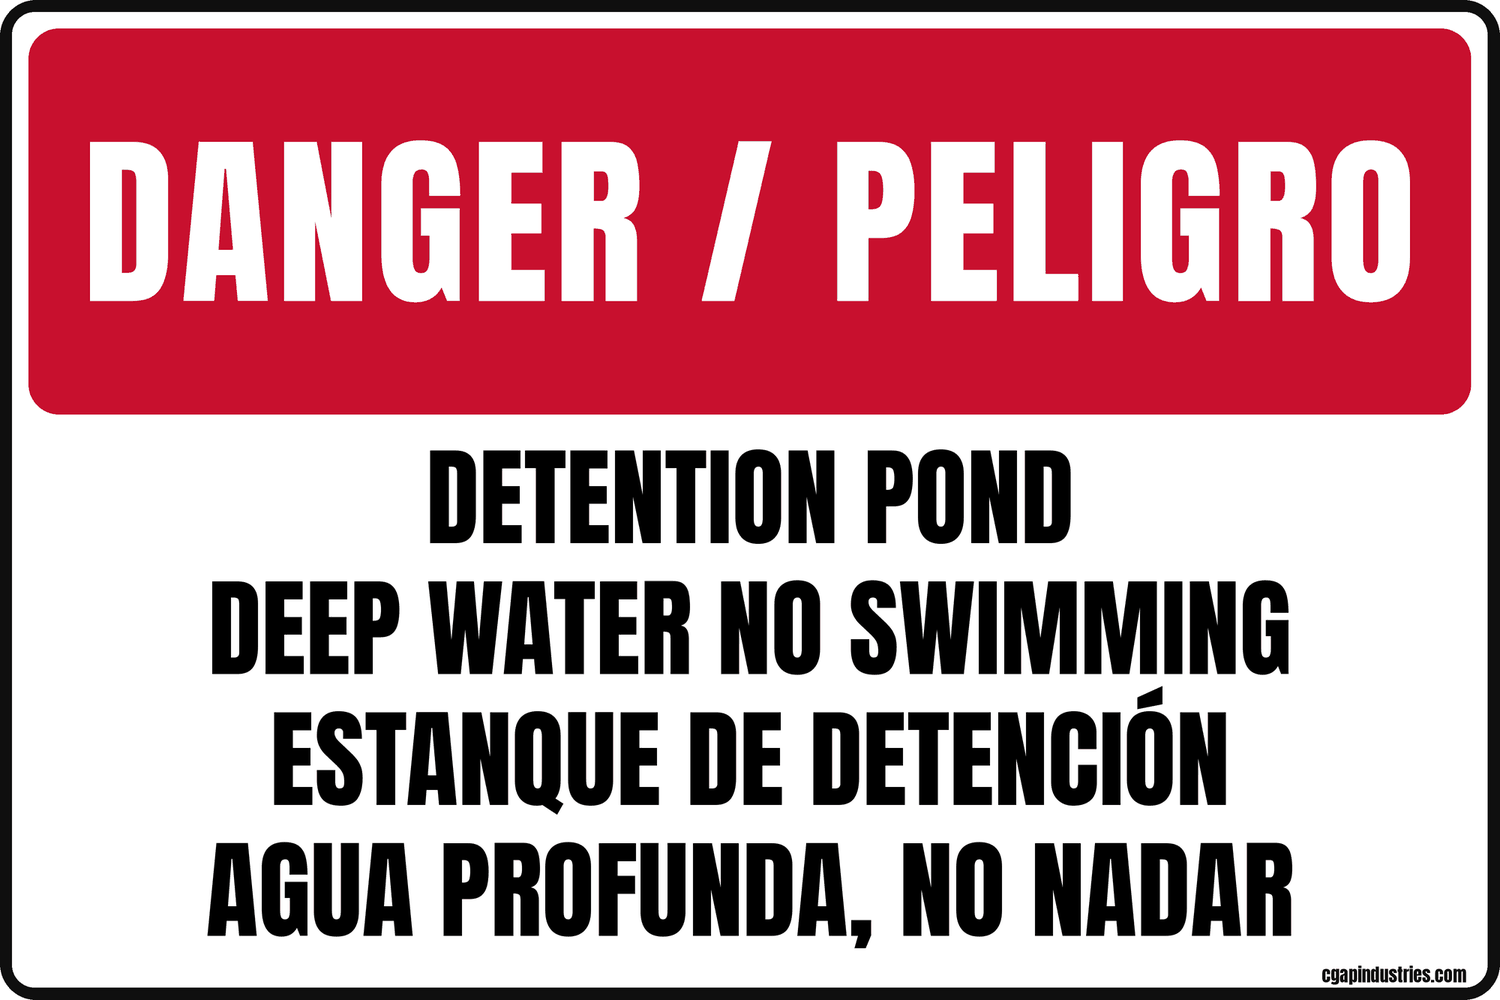 DANGER / PELIGRO
DETENTION POND
DEEP WATER NO SWIMMING
ESTANQUE DE DETENCIÓN
AGUA PROFUNDA, NO NADAR
cgapindustries.com